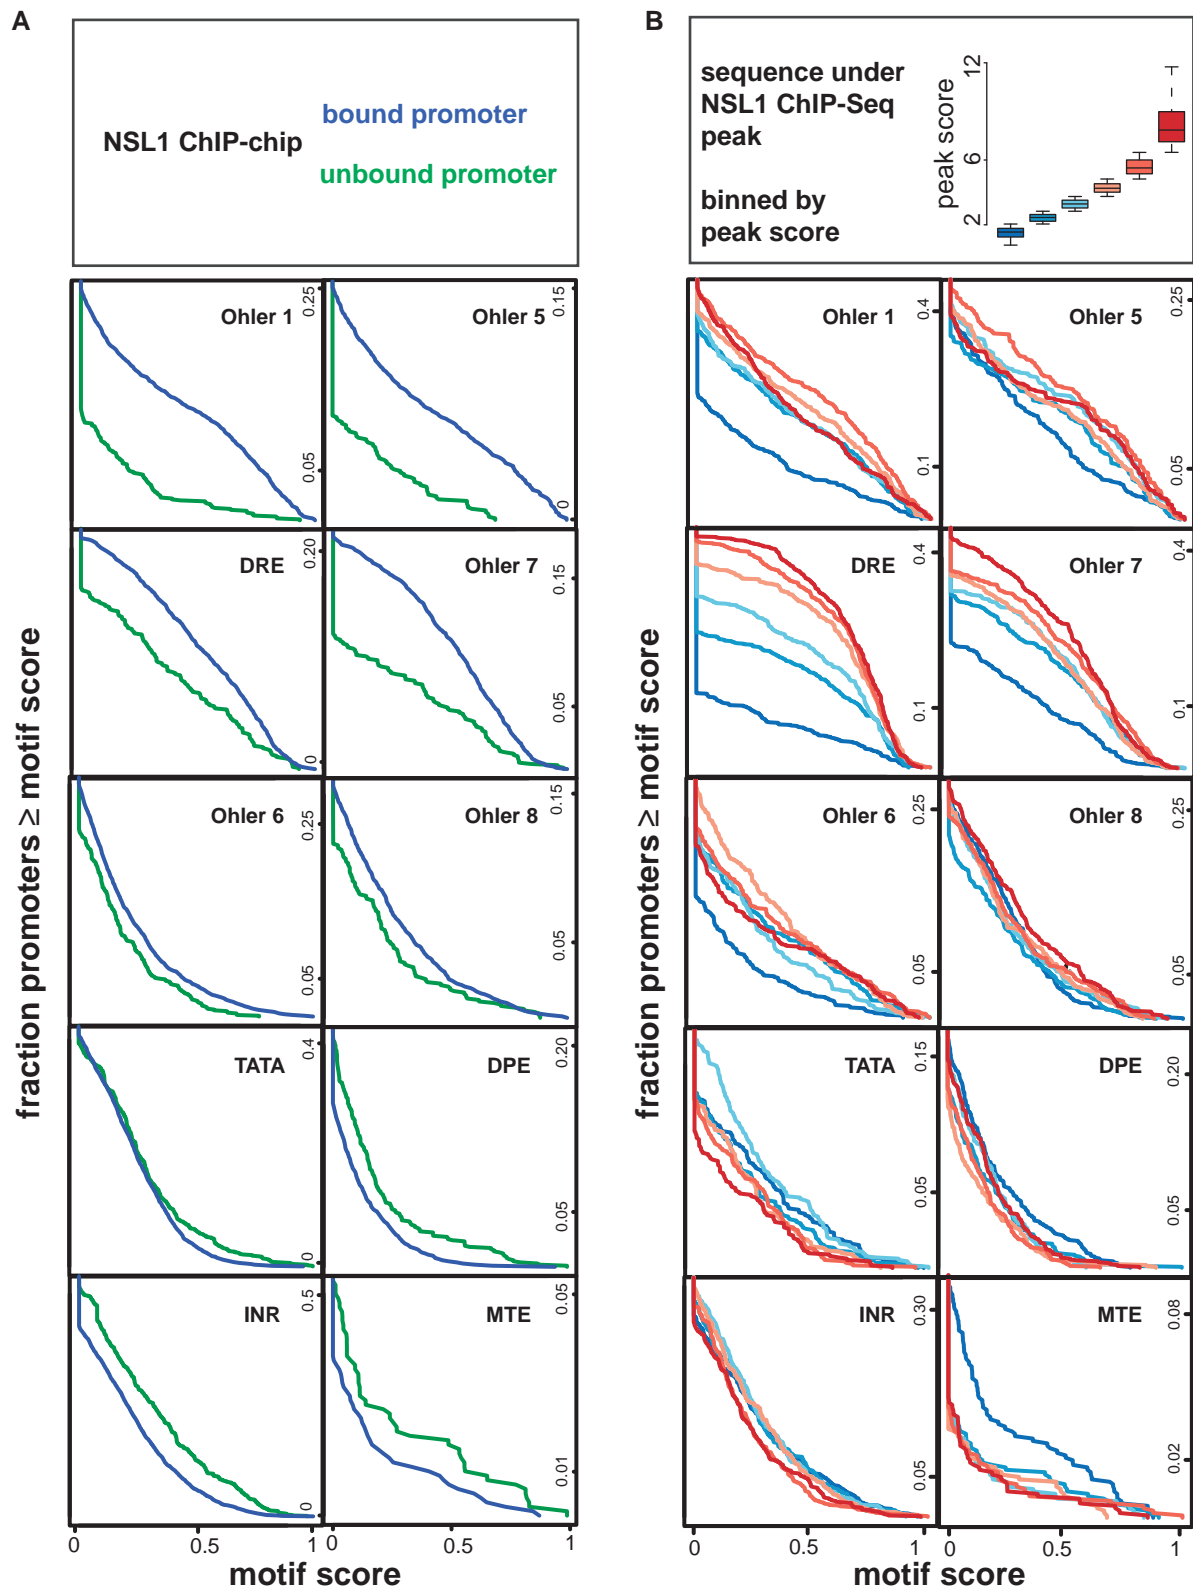 A
B
NSL1 ChIP-chip
bound promoter
unbound promoter
sequence under
NSL1 ChIP-Seq
peak
binned by
peak score
peak score
12
6
2
fraction promoters ≥ motif score
Ohler 1
0.25
0.05
Ohler 5
0.15
0
DRE
0.20
0
Ohler 7
0.15
0.05
Ohler 6
0.25
0.05
Ohler 8
0.15
0.05
TATA
0.4
0
DPE
0.20
0.05
INR
0.5
0
MTE
0.05
0.01
0
0.5
1
0
0.5
1
motif score
fraction promoters ≥ motif score
Ohler 1
0.4
0.1
Ohler 5
0.25
0.05
DRE
0.4
0.1
Ohler 7
0.4
0.1
Ohler 6
0.25
0.05
Ohler 8
0.25
0.05
TATA
0.15
0.05
DPE
0.20
0.05
INR
0.30
0.05
MTE
0.08
0.02
0
0.5
1
0
0.5
1
motif score